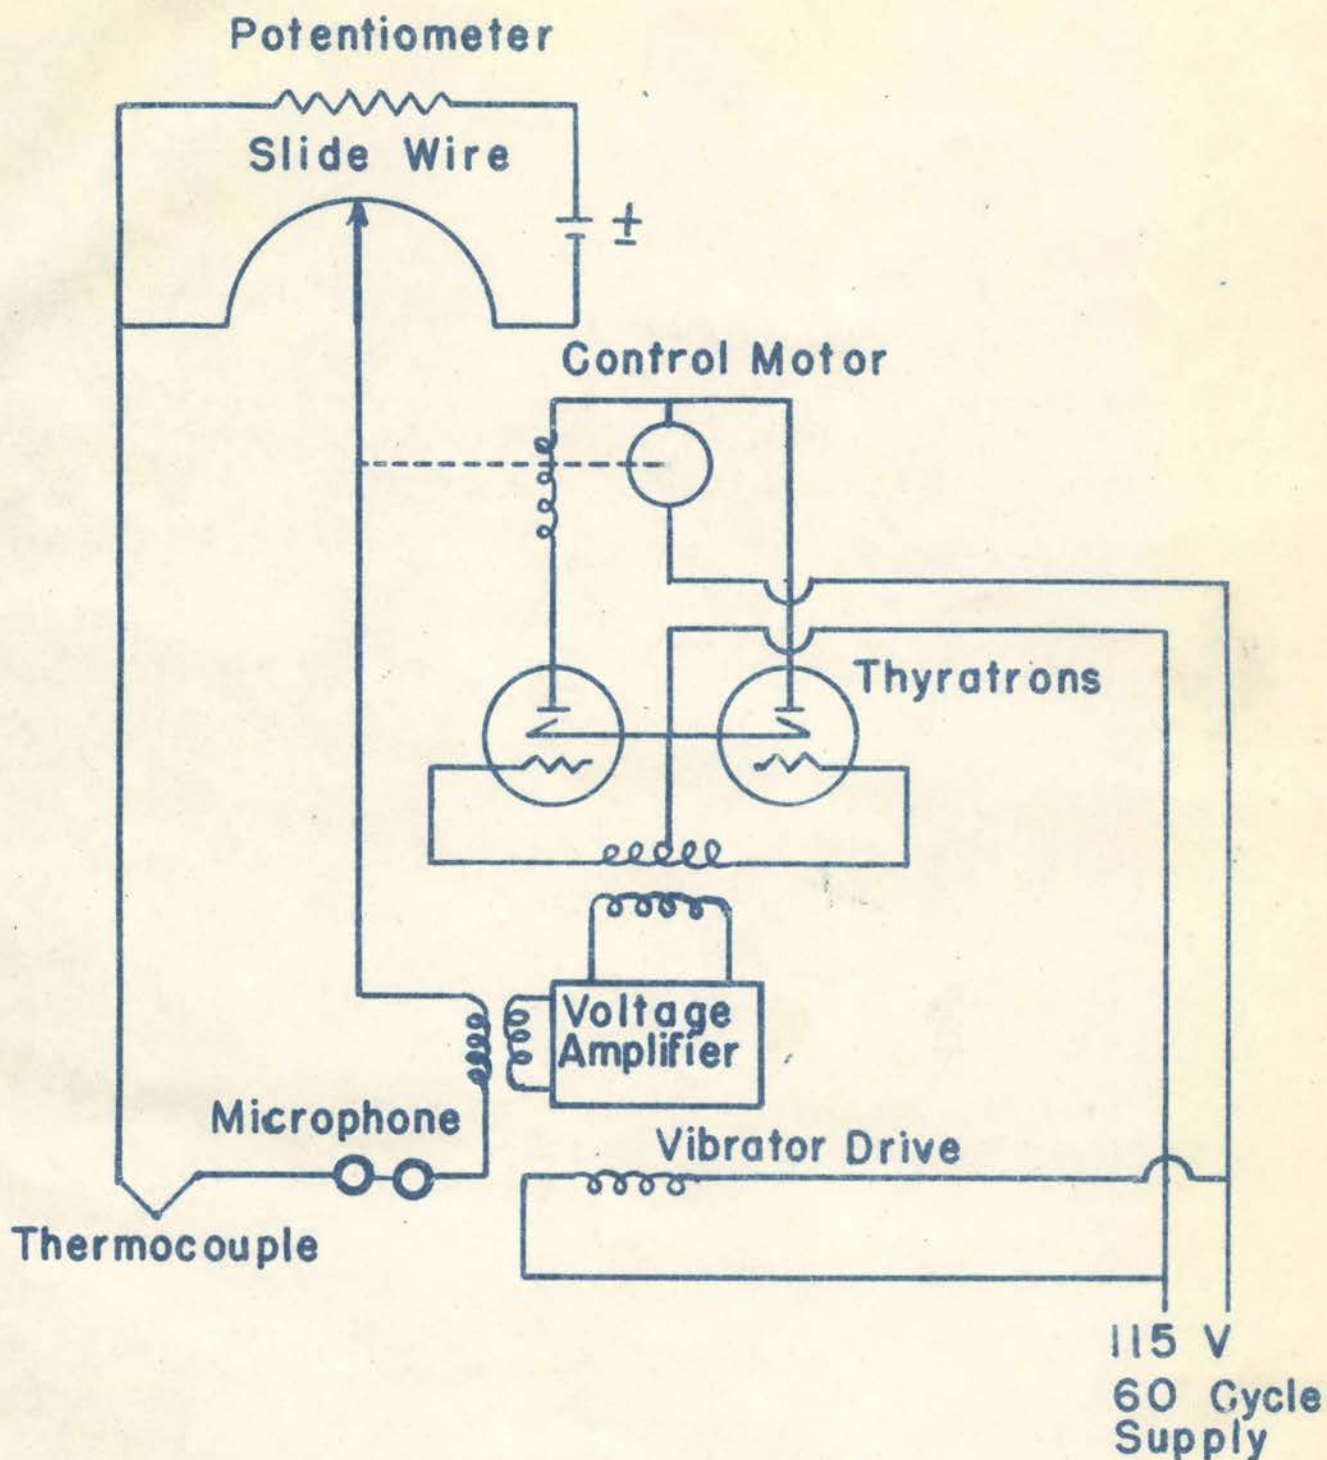 Potentiometer
Slide Wire
±
Control Motor
Thyratrons
Voltage
Amplifier
Microphone
Vibrator Drive
Thermocouple
115 V
60 Cycle
Supply